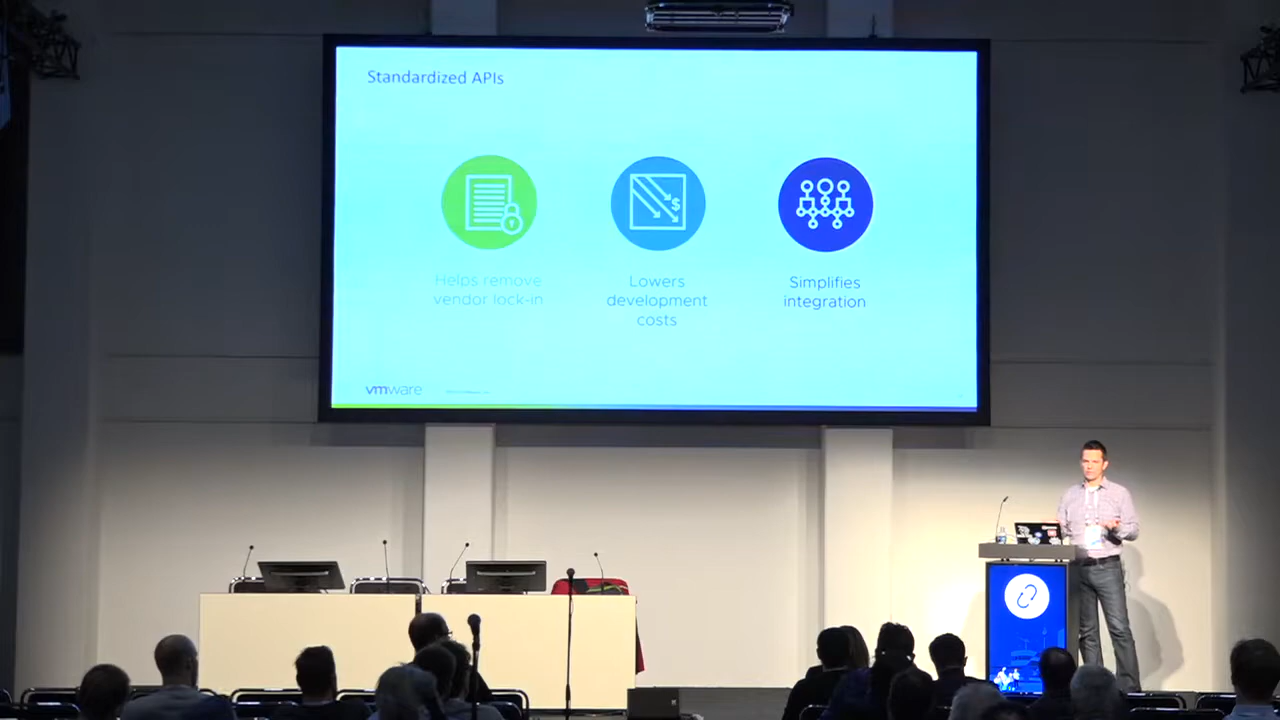 Standardized APIs
Helps remove
vendor lock-in
Lowers
development
costs
Simplifies
integration
vmware